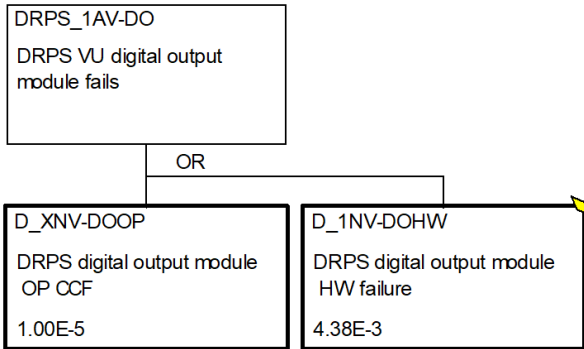 DRPS_1AV-DO
DRPS VU digital output
module fails
OR
D_XNV-DOOP
DRPS digital output module
OP CCF
1.00E-5
D_1NV-DOHW
DRPS digital output module
HW failure
4.38E-3